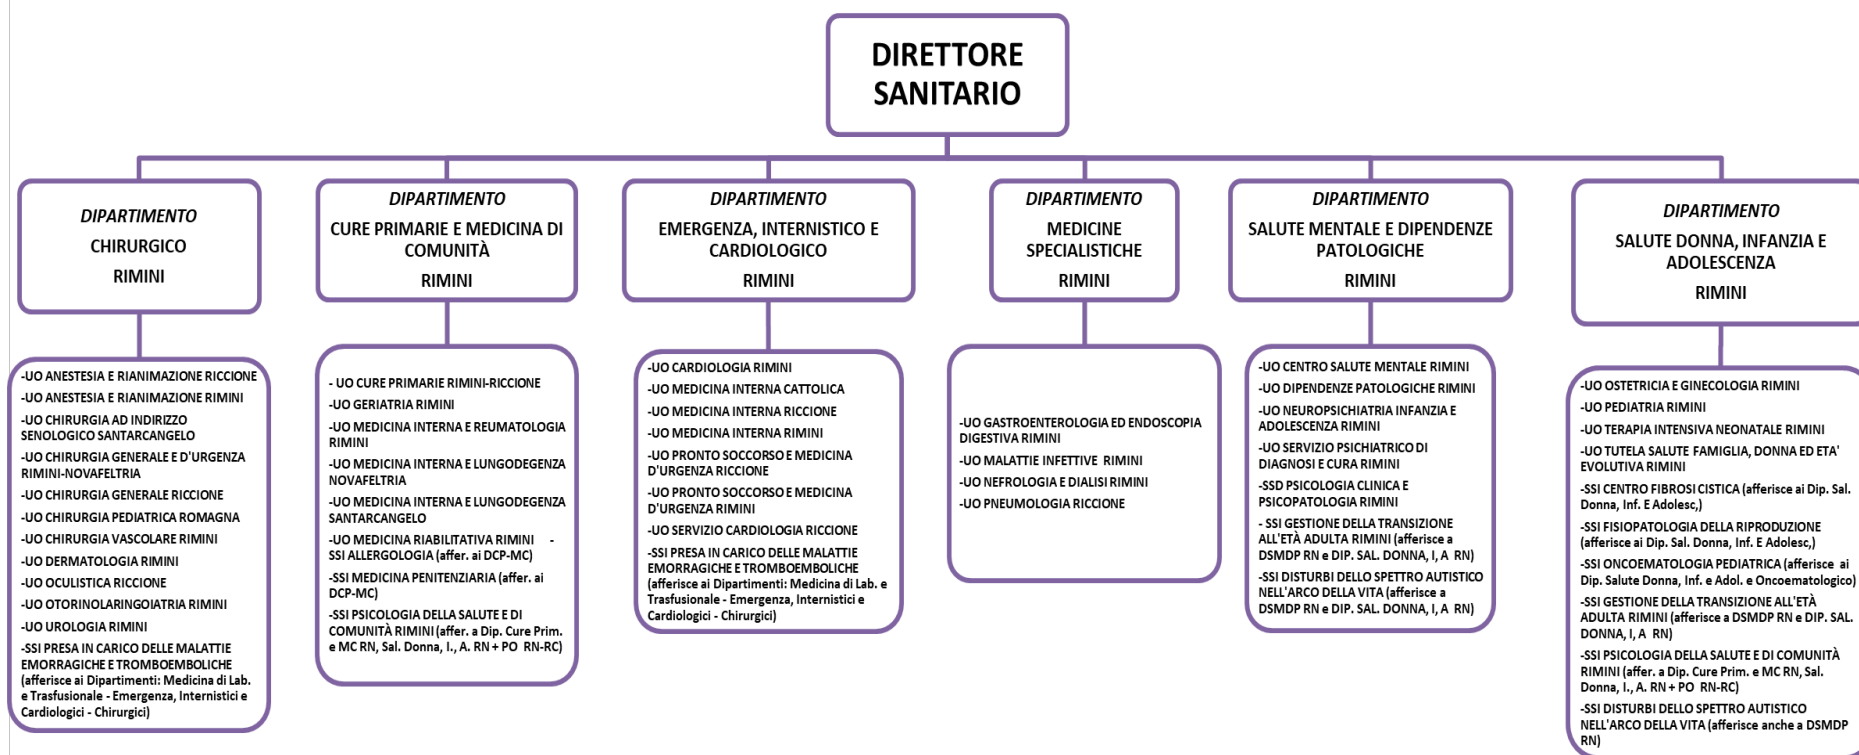 DIRETTORE
SANITARIO
DIPARTIMENTO
CHIRURGICO
RIMINI
DIPARTIMENTO
CURE PRIMARIE E MEDICINA DI
COMUNITÀ
RIMINI
DIPARTIMENTO
EMERGENZA, INTERNISTICO E
CARDIOLOGICO
RIMINI
DIPARTIMENTO
MEDICINE
SPECIALISTICHE
RIMINI
DIPARTIMENTO
SALUTE MENTALE E DIPENDENZE
PATOLOGICHE
RIMINI
DIPARTIMENTO
SALUTE DONNA, INFANZIA E
ADOLESCENZA
RIMINI
-UO ANESTESIA E RIANIMAZIONE RICCIONE
-UO ANESTESIA E RIANIMAZIONE RIMINI
-UO CHIRURGIA AD INDIRIZZO
SENOLOGICO SANTARCANGELO
-UO CHIRURGIA GENERALE E D'URGENZA
RIMINI-NOVAFELTRIA
-UO CHIRURGIA GENERALE RICCIONE
-UO CHIRURGIA PEDIATRICA ROMAGNA
-UO CHIRURGIA VASCOLARE RIMINI
-UO DERMATOLOGIA RIMINI
-UO OCULISTICA RICCIONE
-UO OTORINOLARINGOIATRIA RIMINI
-UO UROLOGIA RIMINI
-SSI PRESA IN CARICO DELLE MALATTIE
EMORRAGICHE E TROMBOEMBOLICHE
(afferisce ai Dipartimenti: Medicina di Lab.
e Trasfusionale - Emergenza, Internistici e
Cardiologici - Chirurgici)
- UO CURE PRIMARIE RIMINI-RICCIONE
-UO GERIATRIA RIMINI
-UO MEDICINA INTERNA E REUMATOLOGIA
RIMINI
-UO MEDICINA INTERNA E LUNGODEGENZA
NOVAFELTRIA
-UO MEDICINA INTERNA E LUNGODEGENZA
SANTARCANGELO
-UO MEDICINA RIABILITATIVA RIMINI -
SSI ALLERGOLOGIA (affer. ai DCP-MC)
-SSI MEDICINA PENITENZIARIA (affer. ai
DCP-MC)
-SSI PSICOLOGIA DELLA SALUTE E DI
COMUNITÀ RIMINI (affer. a Dip. Cure Prim.
e MC RN, Sal. Donna, I., A. RN + PO RN-RC)
-UO CARDIOLOGIA RIMINI
-UO MEDICINA INTERNA CATTOLICA
-UO MEDICINA INTERNA RICCIONE
-UO MEDICINA INTERNA RIMINI
-UO PRONTO SOCCORSO E MEDICINA
D'URGENZA RICCIONE
-UO PRONTO SOCCORSO E MEDICINA
D'URGENZA RIMINI
-UO SERVIZIO CARDIOLOGIA RICCIONE
-SSI PRESA IN CARICO DELLE MALATTIE
EMORRAGICHE E TROMBOEMBOLICHE
(afferisce ai Dipartimenti: Medicina di Lab. e
Trasfusionale - Emergenza, Internistici e
Cardiologici - Chirurgici)
-UO GASTROENTEROLOGIA ED ENDOSCOPIA
DIGESTIVA RIMINI
-UO MALATTIE INFETTIVE RIMINI
-UO NEFROLOGIA E DIALISI RIMINI
-UO PNEUMOLOGIA RICCIONE
-UO CENTRO SALUTE MENTALE RIMINI
-UO DIPENDENZE PATOLOGICHE RIMINI
-UO NEUROPSICHIATRIA INFANZIA E
ADOLESCENZA RIMINI
-UO SERVIZIO PSICHIATRICO DI
DIAGNOSI E CURA RIMINI
-SSD PSICOLOGIA CLINICA E
PSICOPATOLOGIA RIMINI
- SSI GESTIONE DELLA TRANSIZIONE
ALL'ETÀ ADULTA RIMINI (afferisce a
DSMDP RN e DIP. SAL. DONNA, I, A RN)
-SSI DISTURBI DELLO SPETTRO AUTISTICO
NELL'ARCO DELLA VITA (afferisce a
DSMDP RN e DIP. SAL. DONNA, I, A RN)
-UO OSTETRICIA E GINECOLOGIA RIMINI
-UO PEDIATRIA RIMINI
-UO TERAPIA INTENSIVA NEONATALE RIMINI
-UO TUTELA SALUTE FAMIGLIA, DONNA ED ETA'
EVOLUTIVA RIMINI
-SSI CENTRO FIBROSI CISTICA (afferisce ai Dip. Sal.
Donna, Inf. E Adolesc,)
-SSI FISIOPATOLOGIA DELLA RIPRODUZIONE
(afferisce ai Dip. Sal. Donna, Inf. E Adolesc,)
-SSI ONCOEMATOLOGIA PEDIATRICA (afferisce ai
Dip. Salute Donna, Inf. e Adol. e Oncoematologico)
-SSI GESTIONE DELLA TRANSIZIONE ALL'ETÀ
ADULTA RIMINI (afferisce a DSMDP RN e DIP. SAL.
DONNA, I, A RN)
-SSI PSICOLOGIA DELLA SALUTE E DI COMUNITÀ
RIMINI (affer. a Dip. Cure Prim. e MC RN, Sal.
Donna, I., A. RN + PO RN-RC)
-SSI DISTURBI DELLO SPETTRO AUTISTICO
NELL'ARCO DELLA VITA (afferisce anche a DSMDP
RN)